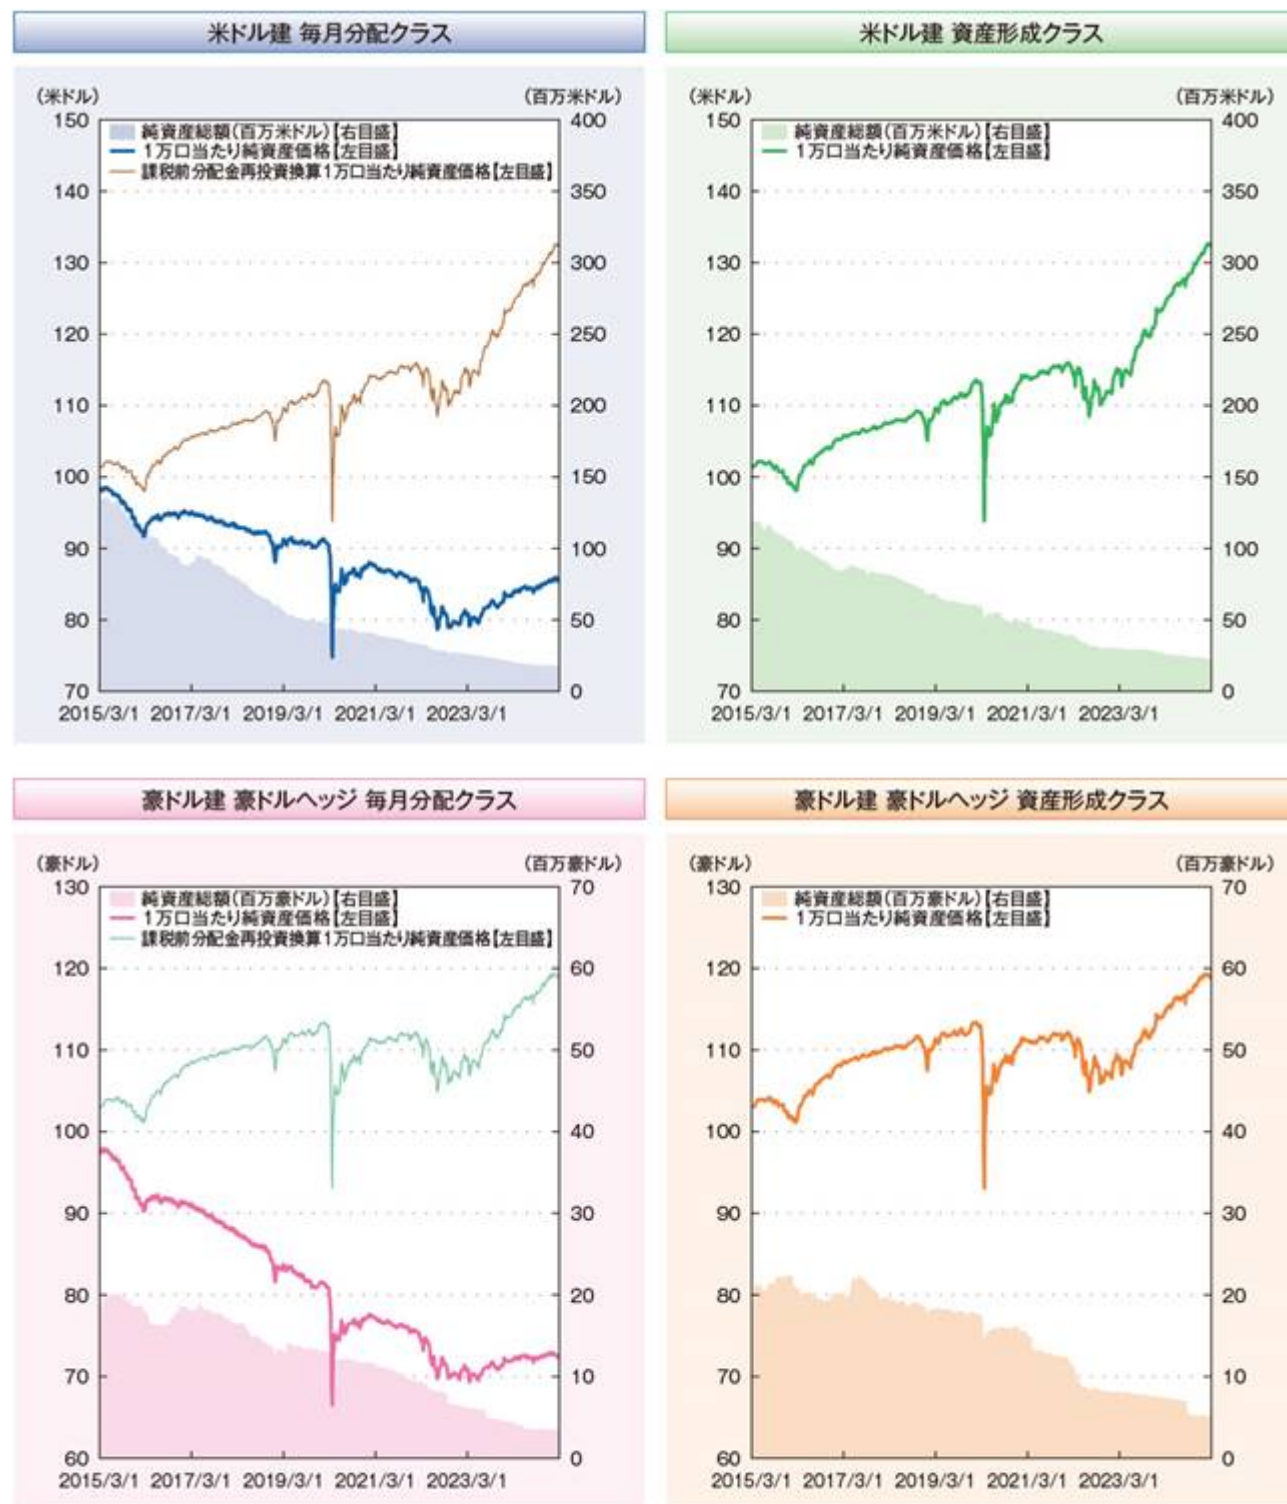 米ドル建 毎月分配クラス
（米ドル）
（百万米ドル）
純資産総額（百万米ドル）【右目盛】
1万口当たり純資産価格【左目盛】
課税前分配金再投資換算1万口当たり純資産価格【左目盛】
150
140
130
120
110
100
90
80
70
400
350
300
250
200
150
100
50
0
2015/3/1 2017/3/1 2019/3/1 2021/3/1 2023/3/1
米ドル建 資産形成クラス
（米ドル）
（百万米ドル）
純資産総額（百万米ドル）【右目盛】
1万口当たり純資産価格【左目盛】
150
140
130
120
110
100
90
80
70
400
350
300
250
200
150
100
50
0
2015/3/1 2017/3/1 2019/3/1 2021/3/1 2023/3/1
豪ドル建 豪ドルヘッジ 毎月分配クラス
（豪ドル）
（百万豪ドル）
純資産総額（百万豪ドル）【右目盛】
1万口当たり純資産価格【左目盛】
課税前分配金再投資換算1万口当たり純資産価格【左目盛】
130
120
110
100
90
80
70
60
70
60
50
40
30
20
10
0
2015/3/1 2017/3/1 2019/3/1 2021/3/1 2023/3/1
豪ドル建 豪ドルヘッジ 資産形成クラス
（豪ドル）
（百万豪ドル）
純資産総額（百万豪ドル）【右目盛】
1万口当たり純資産価格【左目盛】
130
120
110
100
90
80
70
60
70
60
50
40
30
20
10
0
2015/3/1 2017/3/1 2019/3/1 2021/3/1 2023/3/1